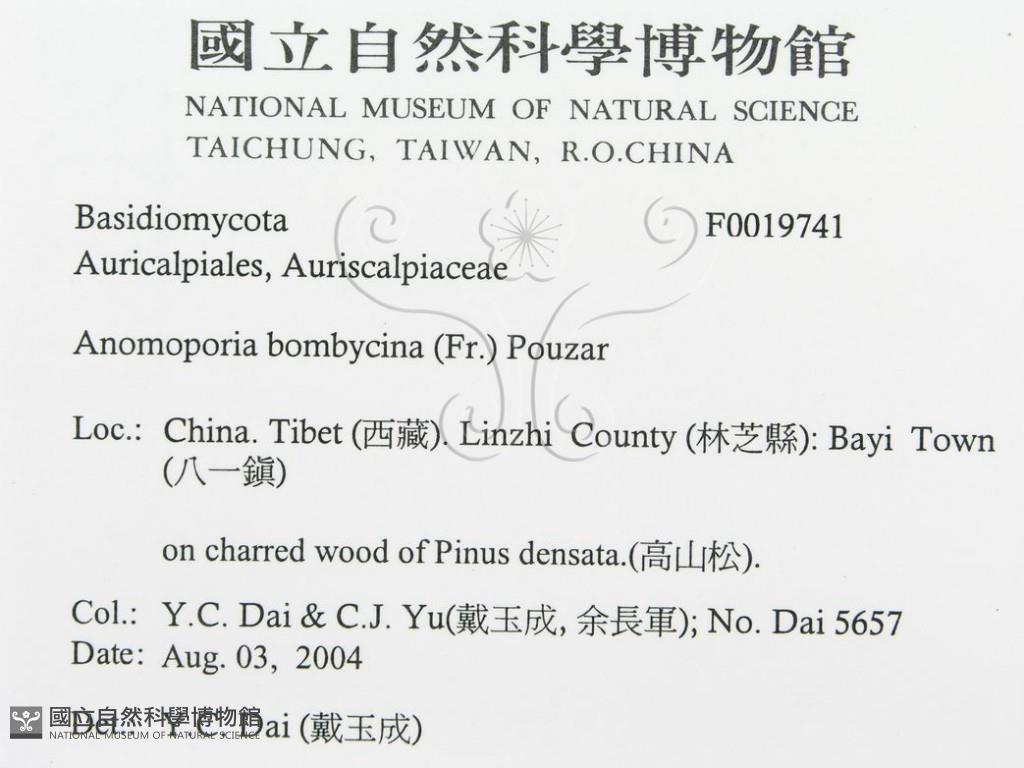 國立自然科學博物館
NATIONAL MUSEUM OF NATURAL SCIENCE
TAICHUNG, TAIWAN, R.O.CHINA
Basidiomycota F0019741
Auricalpiales, Auriscalpiaceae
Anomoporia bombycina (Fr.) Pouzar
Loc.: China. Tibet (西藏). Linzhi County (林芝縣): Bayi Town
(八一鎮)
on charred wood of Pinus densata.(高山松).
Col.: Y.C. Dai & C.J. Yu(戴玉成, 余長軍); No. Dai 5657
Date: Aug. 03, 2004
Det.: Y.C. Dai (戴玉成)
國立自然科學博物館
NATIONAL MUSEUM OF NATURAL SCIENCE